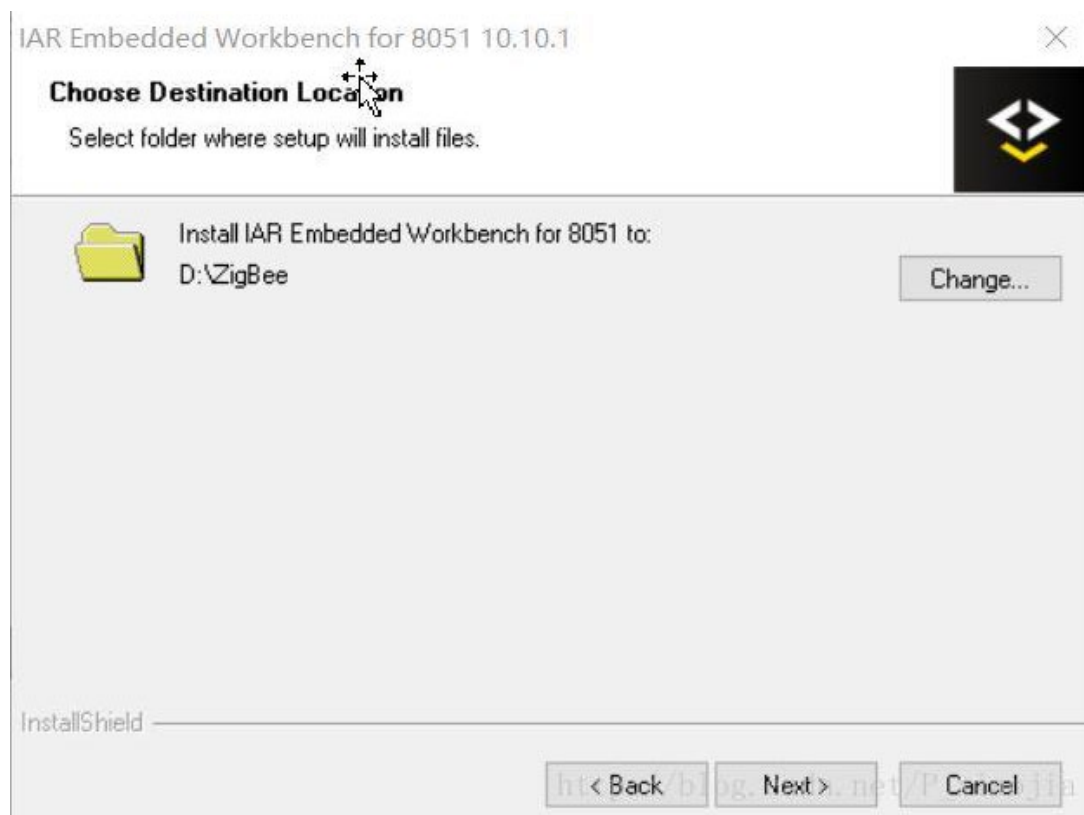 IAR Embedded Workbench for 8051 10.10.1
Choose Destination Location
Select folder where setup will install files.
Install IAR Embedded Workbench for 8051 to:
D:\ZigBee
Change...
InstallShield
< Back
Next >
Cancel